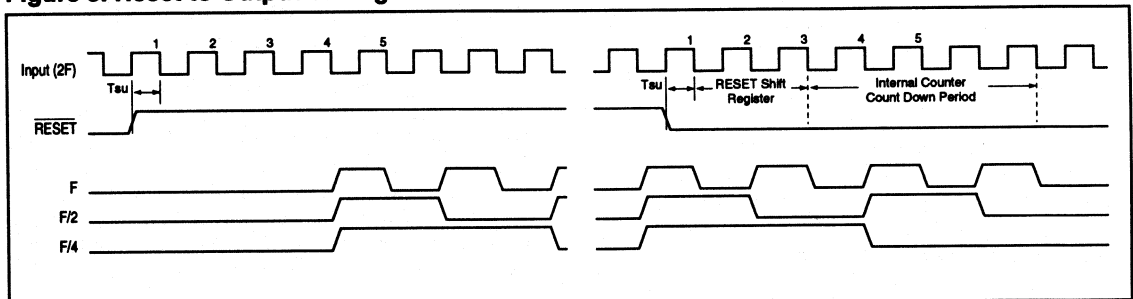 1 2 3 4 5 1 2 3 4 5
Input (2F)
Tsu
Tsu
RESET Shift
Register
Internal Counter
Count Down Period
RESET
F
F/2
F/4